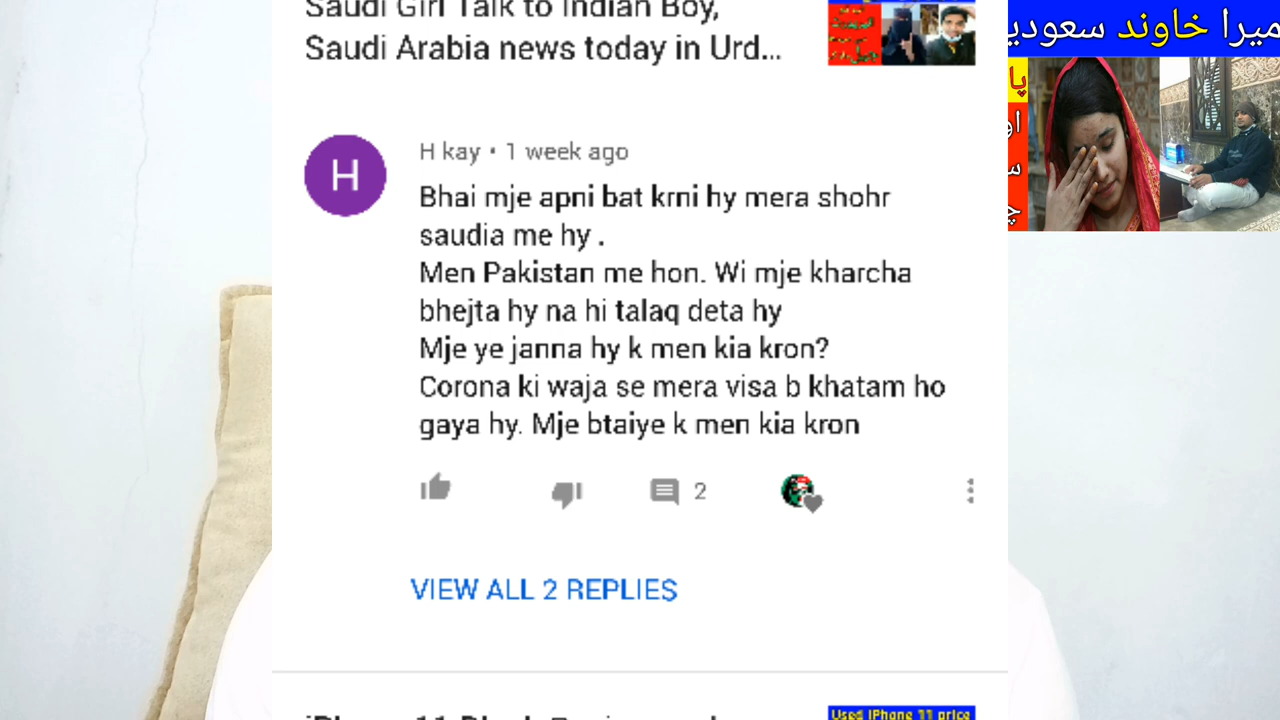 Saudi Girl Talk to Indian Boy,
Saudi Arabia news today in Urd...
میرا خاوند سعودی
پا
او
چ
H
H kay • 1 week ago
Bhai mje apni bat krni hy mera shohr
saudia me hy .
Men Pakistan me hon. Wi mje kharcha
bhejta hy na hi talaq deta hy
Mje ye janna hy k men kia kron?
Corona ki waja se mera visa b khatam ho
gaya hy. Mje btaiye k men kia kron
2
VIEW ALL 2 REPLIES
Used iPhone 11 price